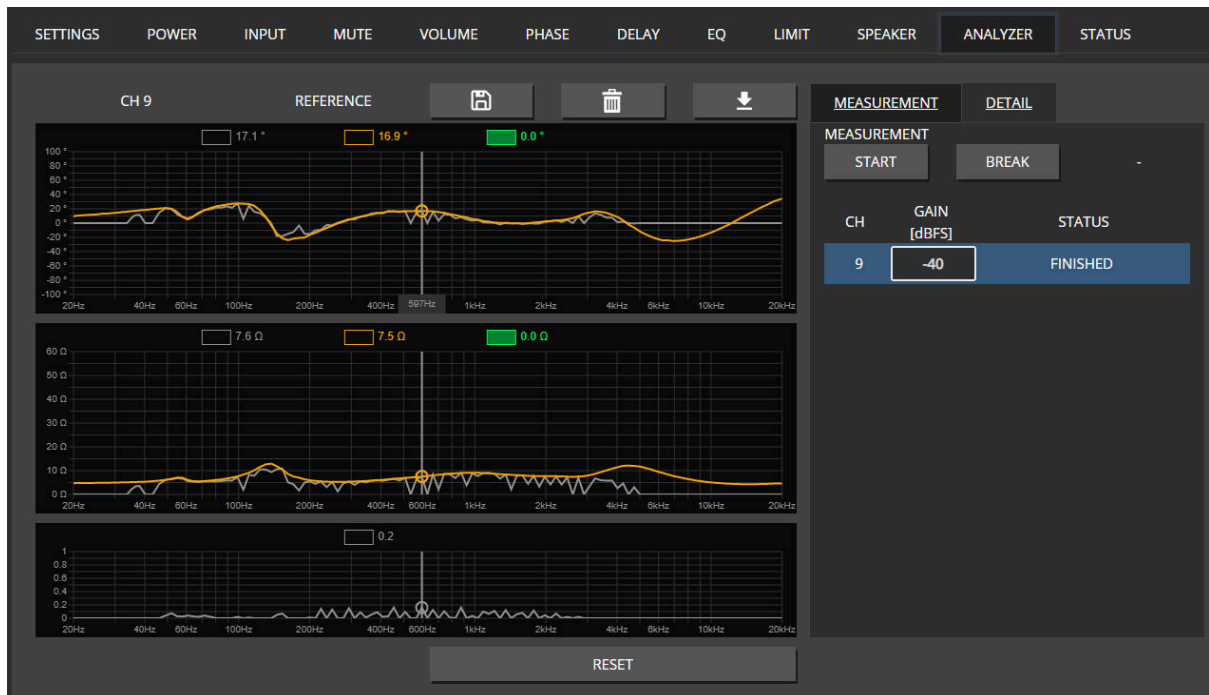 SETTINGS POWER INPUT MUTE VOLUME PHASE DELAY EQ LIMIT SPEAKER ANALYZER STATUS
CH 9 REFERENCE
17.1 ° 16.9 ° 0.0 °
100 °
80 °
60 °
40 °
20 °
0 °
-20 °
-40 °
-60 °
-80 °
-100 °
20Hz 40Hz 60Hz 100Hz 200Hz 400Hz 597Hz 1kHz 2kHz 4kHz 6kHz 10kHz 20kHz
7.6 Ω 7.5 Ω 0.0 Ω
60 Ω
50 Ω
40 Ω
30 Ω
20 Ω
10 Ω
0 Ω
20Hz 40Hz 60Hz 100Hz 200Hz 400Hz 600Hz 1kHz 2kHz 4kHz 6kHz 10kHz 20kHz
0.2
1
0.8
0.6
0.4
0.2
0
20Hz 40Hz 60Hz 100Hz 200Hz 400Hz 600Hz 1kHz 2kHz 4kHz 6kHz 10kHz 20kHz
RESET
MEASUREMENT DETAIL
MEASUREMENT
START BREAK -
CH GAIN STATUS
[dBFS]
9 -40 FINISHED